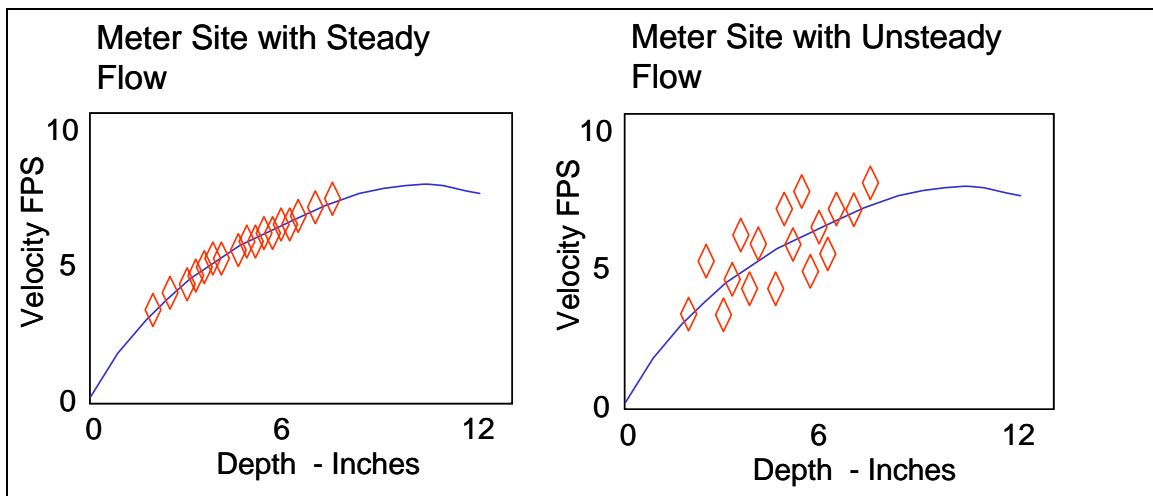 Meter Site with Steady
Flow
10
5
0
Velocity FPS
0 6 12
Depth - Inches
Meter Site with Unsteady
Flow
10
5
0
Velocity FPS
0 6 12
Depth - Inches